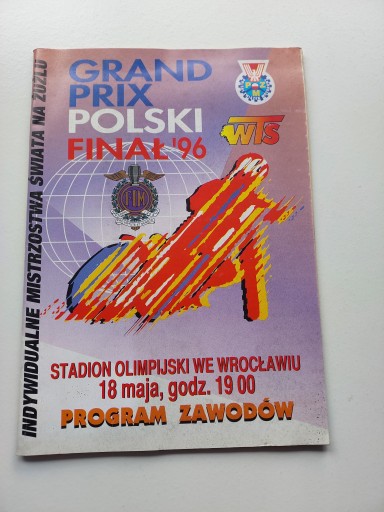 GRAND
PRIX
POLSKI
FINAŁ '96
WTS
FIM
INDYWIDUALNE MISTRZOSTWA ŚWIATA NA ŻUŻLU
STADION OLIMPIJSKI WE WROCŁAWIU
18 maja, godz. 19 00
PROGRAM ZAWODÓW